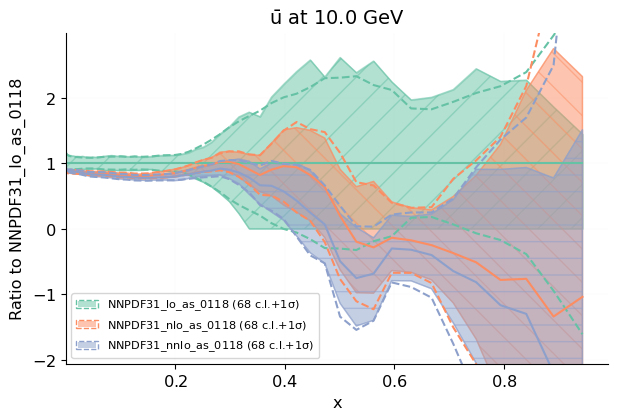 ū at 10.0 GeV
Ratio to NNPDF31_lo_as_0118
2
1
0
−1
−2
NNPDF31_lo_as_0118 (68 c.l.+1σ)
NNPDF31_nlo_as_0118 (68 c.l.+1σ)
NNPDF31_nnlo_as_0118 (68 c.l.+1σ)
0.2 0.4 0.6 0.8
x